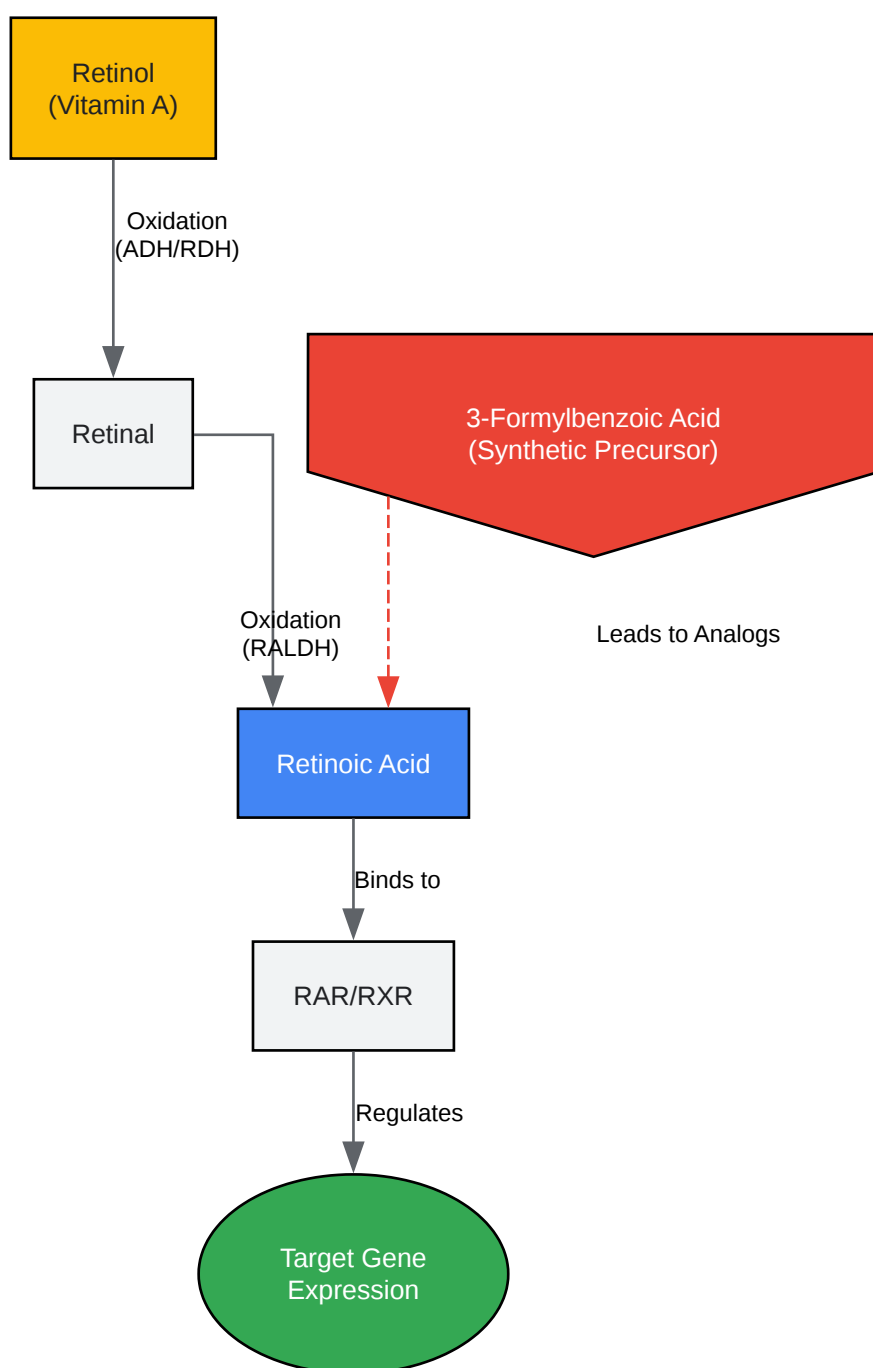 Retinol
(Vitamin A)
Oxidation
(ADH/RDH)
Retinal
3-Formylbenzoic Acid
(Synthetic Precursor)
Oxidation
(RALDH)
Leads to Analogs
Retinoic Acid
Binds to
RAR/RXR
Regulates
Target Gene
Expression